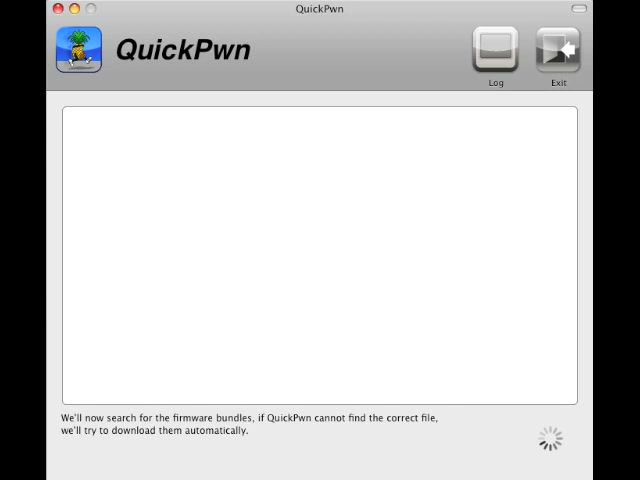 QuickPwn
QuickPwn
Log
Exit
We'll now search for the firmware bundles, if QuickPwn cannot find the correct file,
we'll try to download them automatically.